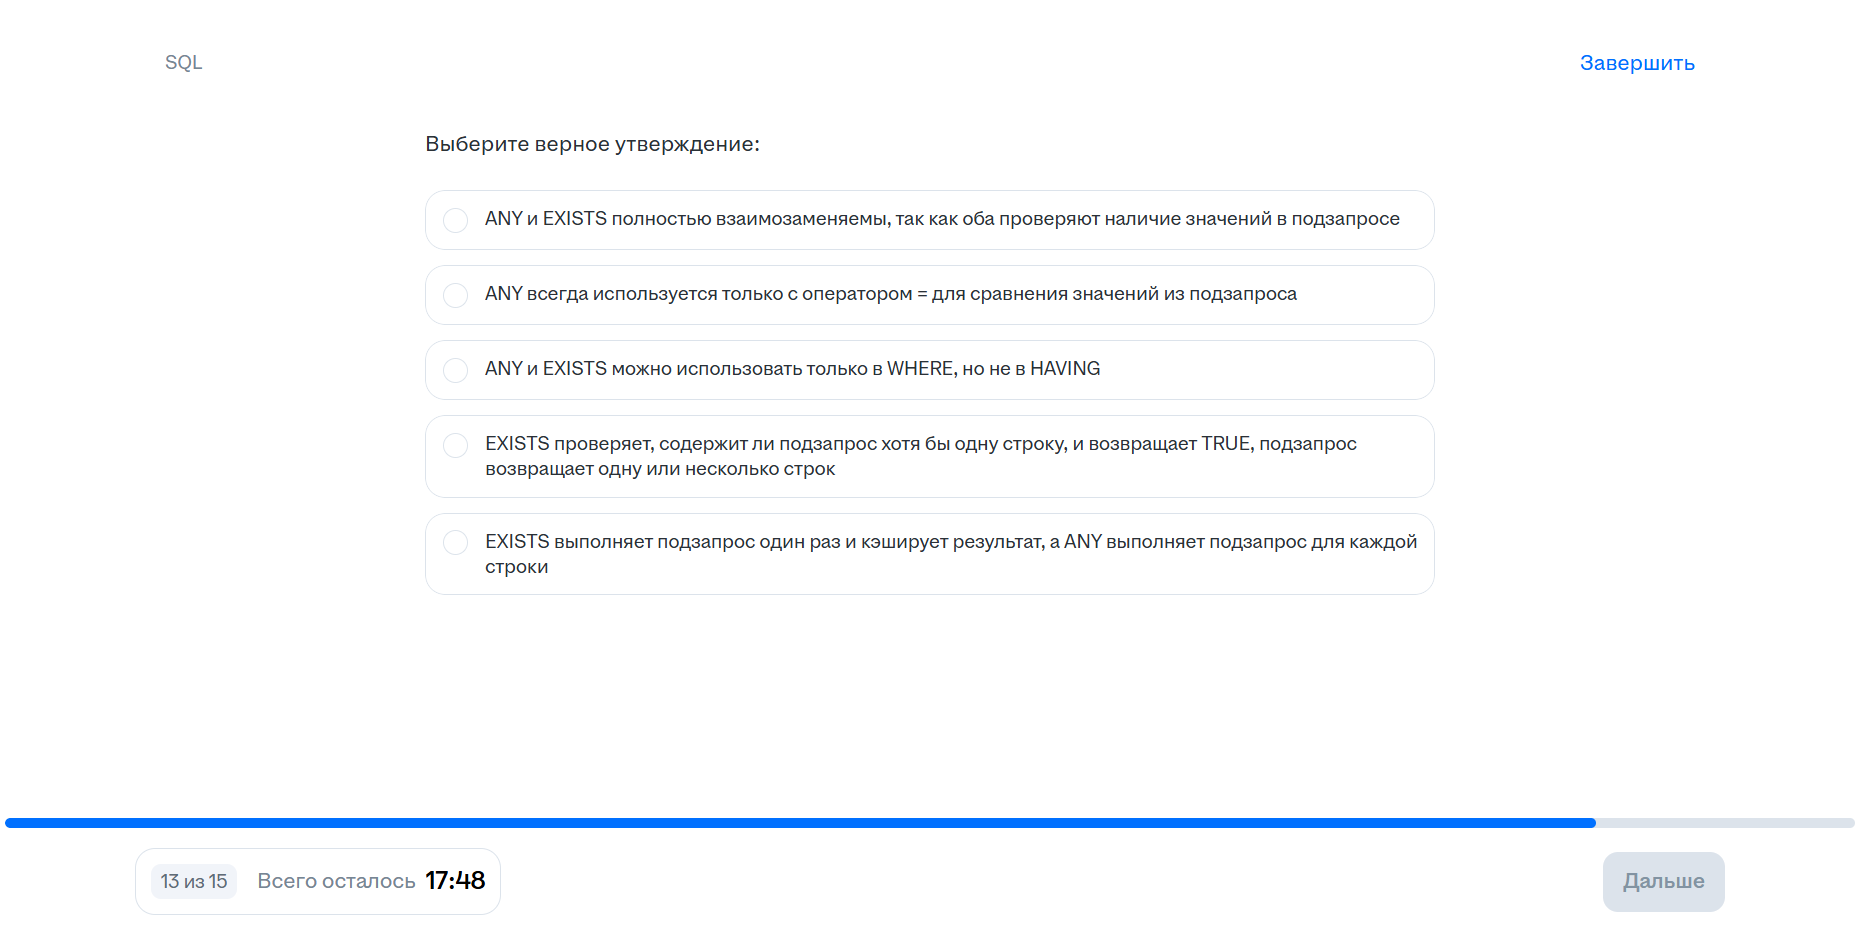 SQL
Завершить
Выберите верное утверждение:
ANY и EXISTS полностью взаимозаменяемы, так как оба проверяют наличие значений в подзапросе
ANY всегда используется только с оператором = для сравнения значений из подзапроса
ANY и EXISTS можно использовать только в WHERE, но не в HAVING
EXISTS проверяет, содержит ли подзапрос хотя бы одну строку, и возвращает TRUE, подзапрос
возвращает одну или несколько строк
EXISTS выполняет подзапрос один раз и кэширует результат, а ANY выполняет подзапрос для каждой
строки
13 из 15
Всего осталось 17:48
Дальше